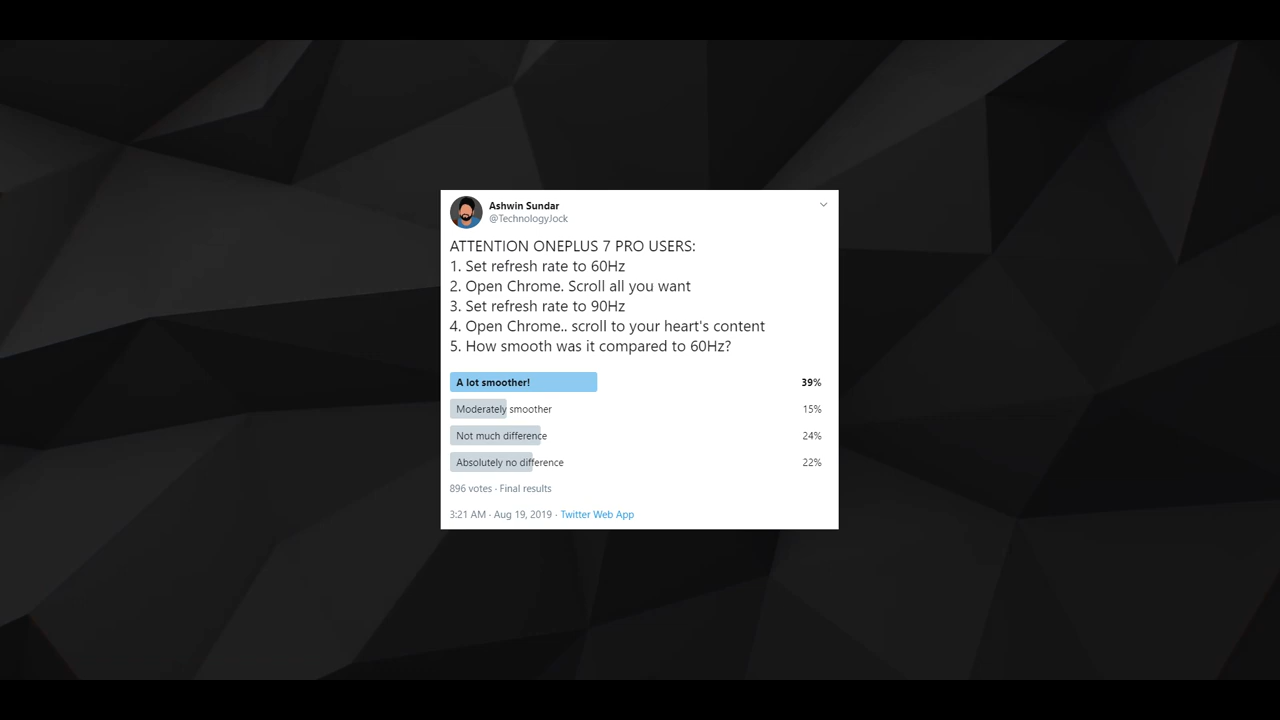 Ashwin Sundar
@TechnologyJock
ATTENTION ONEPLUS 7 PRO USERS:
1. Set refresh rate to 60Hz
2. Open Chrome. Scroll all you want
3. Set refresh rate to 90Hz
4. Open Chrome.. scroll to your heart's content
5. How smooth was it compared to 60Hz?
A lot smoother! 39%
Moderately smoother 15%
Not much difference 24%
Absolutely no difference 22%
896 votes · Final results
3:21 AM · Aug 19, 2019 · Twitter Web App